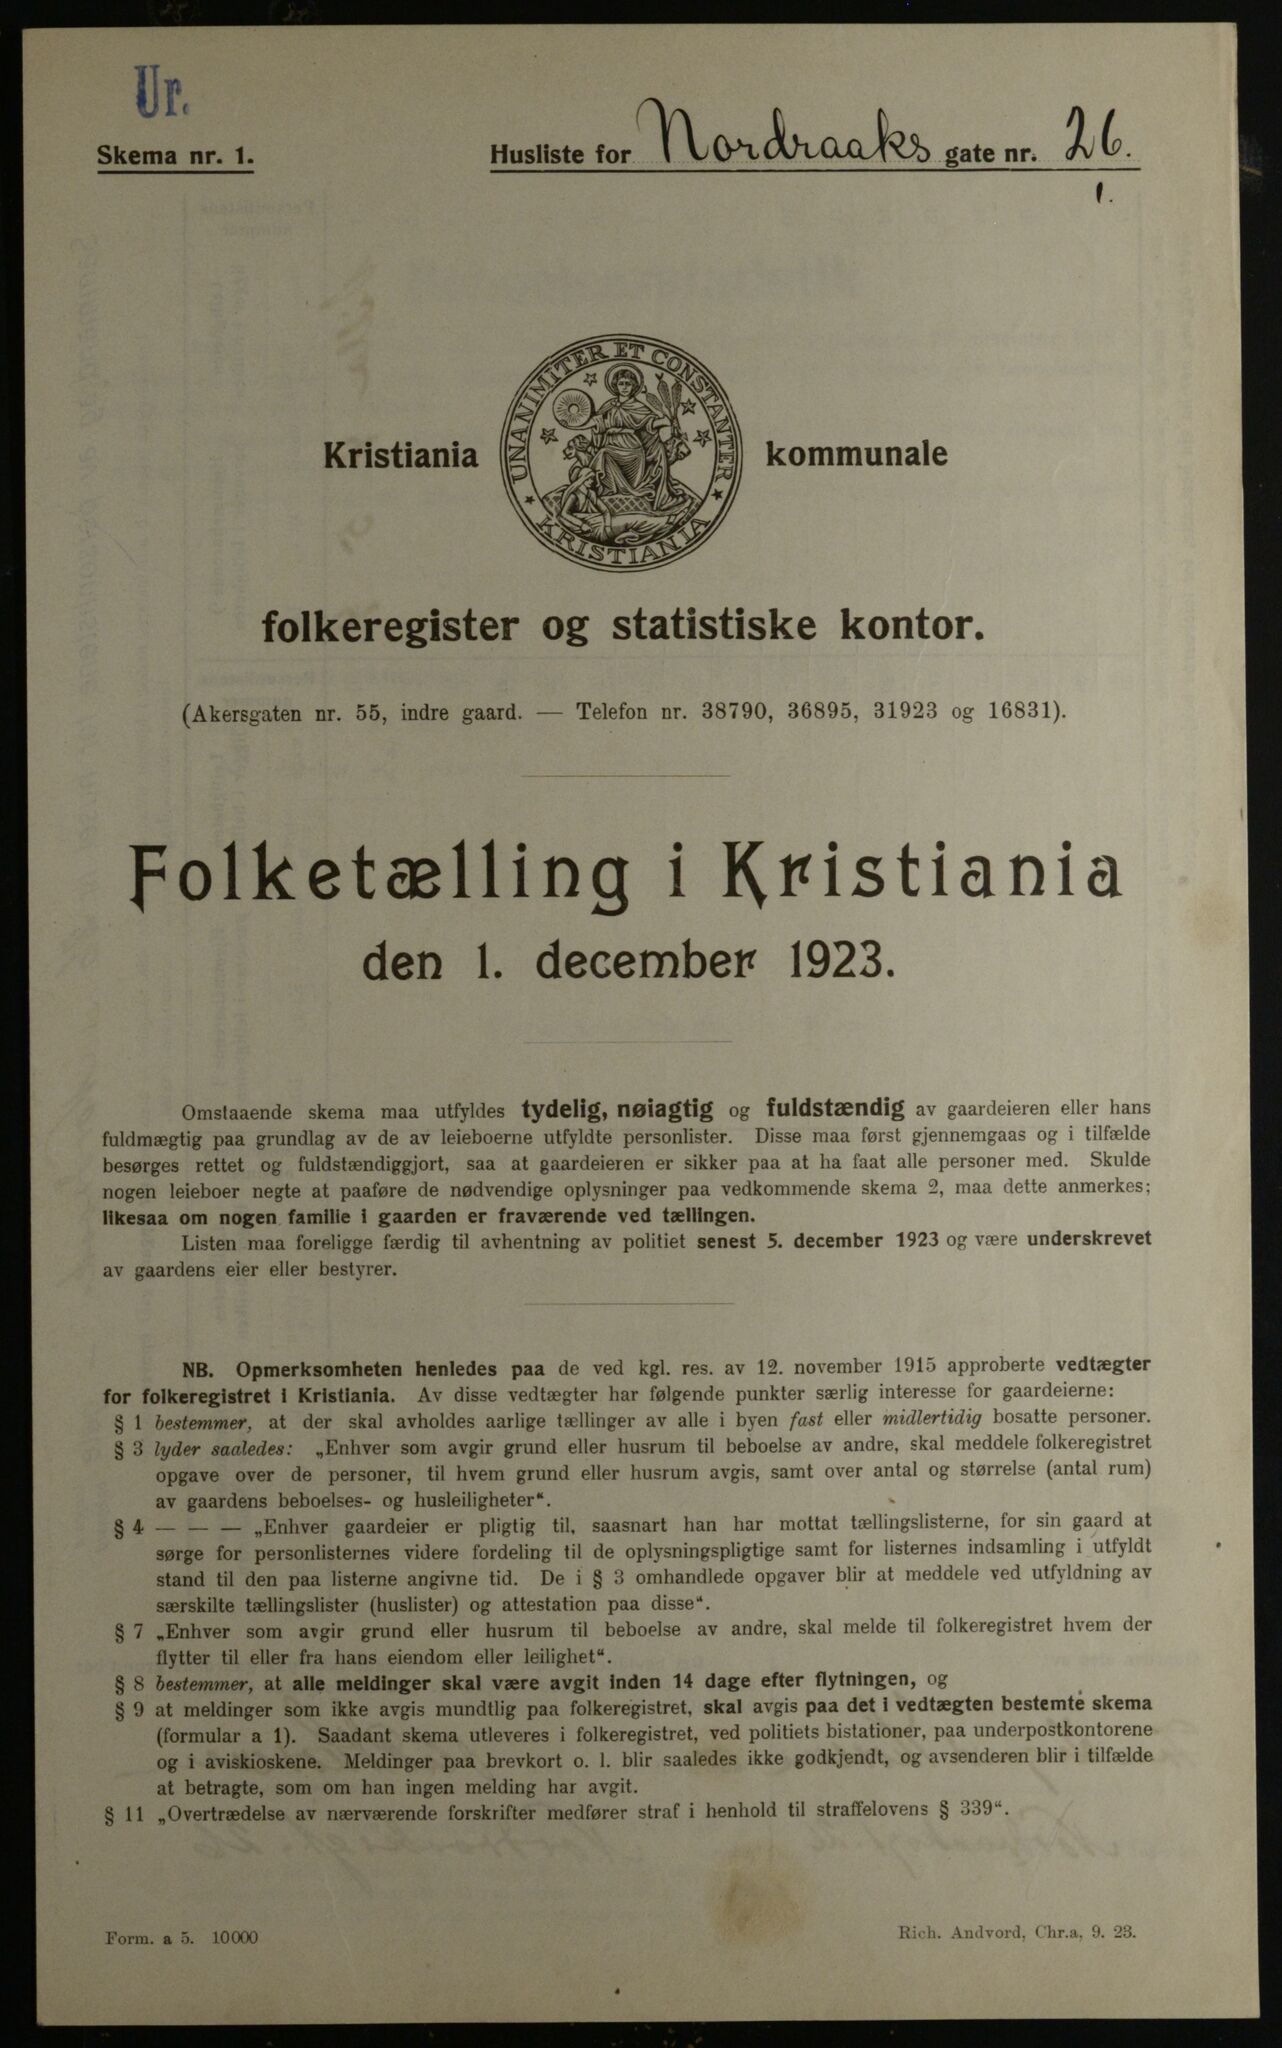 Ur.
Skema nr. 1.
Husliste for Nordraaks gate nr. 26.
1.
UNANIMITER ET CONSTANTER
KRISTIANIA
Kristiania kommunale
folkeregister og statistiske kontor.
(Akersgaten nr. 55, indre gaard. — Telefon nr. 38790, 36895, 31923 og 16831).
Folketælling i Kristiania
den 1. december 1923.
Omstaaende skema maa utfyldes tydelig, nøiagtig og fuldstændig av gaardeieren eller hans
fuldmægtig paa grundlag av de av leieboerne utfyldte personlister. Disse maa først gjennemgaas og i tilfælde
besørges rettet og fuldstændiggjort, saa at gaardeieren er sikker paa at ha faat alle personer med. Skulde
nogen leieboer negte at paaføre de nødvendige oplysninger paa vedkommende skema 2, maa dette anmerkes;
likesaa om nogen familie i gaarden er fraværende ved tællingen.
Listen maa foreligge færdig til avhentning av politiet senest 5. december 1923 og være underskrevet
av gaardens eier eller bestyrer.
NB. Opmerksomheten henledes paa de ved kgl. res. av 12. november 1915 approberte vedtægter
for folkeregistret i Kristiania. Av disse vedtægter har følgende punkter særlig interesse for gaardeierne:
§ 1 bestemmer, at der skal avholdes aarlige tællinger av alle i byen fast eller midlertidig bosatte personer.
§ 3 lyder saaledes: „Enhver som avgir grund eller husrum til beboelse av andre, skal meddele folkeregistret
opgave over de personer, til hvem grund eller husrum avgis, samt over antal og størrelse (antal rum)
av gaardens beboelses- og husleiligheter“.
§ 4 — — — „Enhver gaardeier er pligtig til, saasnart han har mottat tællingslisterne, for sin gaard at
sørge for personlisternes videre fordeling til de oplysningspligtige samt for listernes indsamling i utfyldt
stand til den paa listerne angivne tid. De i § 3 omhandlede opgaver blir at meddele ved utfyldning av
særskilte tællingslister (huslister) og attestation paa disse“.
§ 7 „Enhver som avgir grund eller husrum til beboelse av andre, skal melde til folkeregistret hvem der
flytter til eller fra hans eiendom eller leilighet“.
§ 8 bestemmer, at alle meldinger skal være avgit inden 14 dage efter flytningen, og
§ 9 at meldinger som ikke avgis mundtlig paa folkeregistret, skal avgis paa det i vedtægten bestemte skema
(formular a 1). Saadant skema utleveres i folkeregistret, ved politiets bistationer, paa underpostkontorene
og i aviskioskene. Meldinger paa brevkort o. l. blir saaledes ikke godkjendt, og avsenderen blir i tilfælde
at betragte, som om han ingen melding har avgit.
§ 11 „Overtrædelse av nærværende forskrifter medfører straf i henhold til straffelovens § 339“.
Form. a 5. 10000
Rich. Andvord, Chr.a, 9. 23.